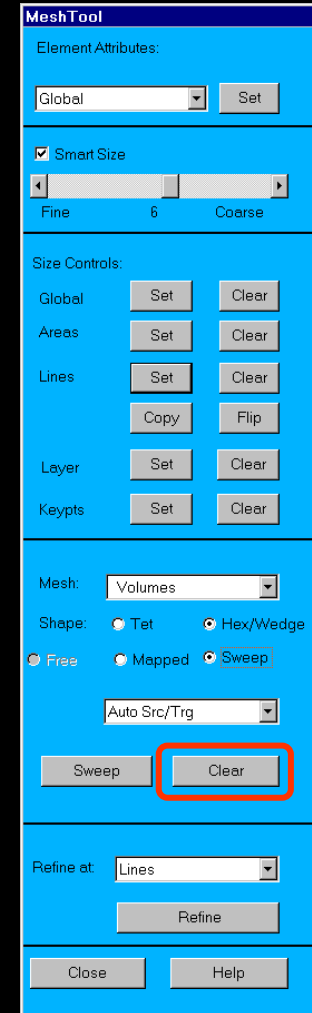 MeshTool
Element Attributes:
Global Set
Smart Size
Fine 6 Coarse
Size Controls:
Global Set Clear
Areas Set Clear
Lines Set Clear
Copy Flip
Layer Set Clear
Keypts Set Clear
Mesh: Volumes
Shape: Tet Hex/Wedge
Free Mapped Sweep
Auto Src/Trg
Sweep Clear
Refine at: Lines
Refine
Close Help